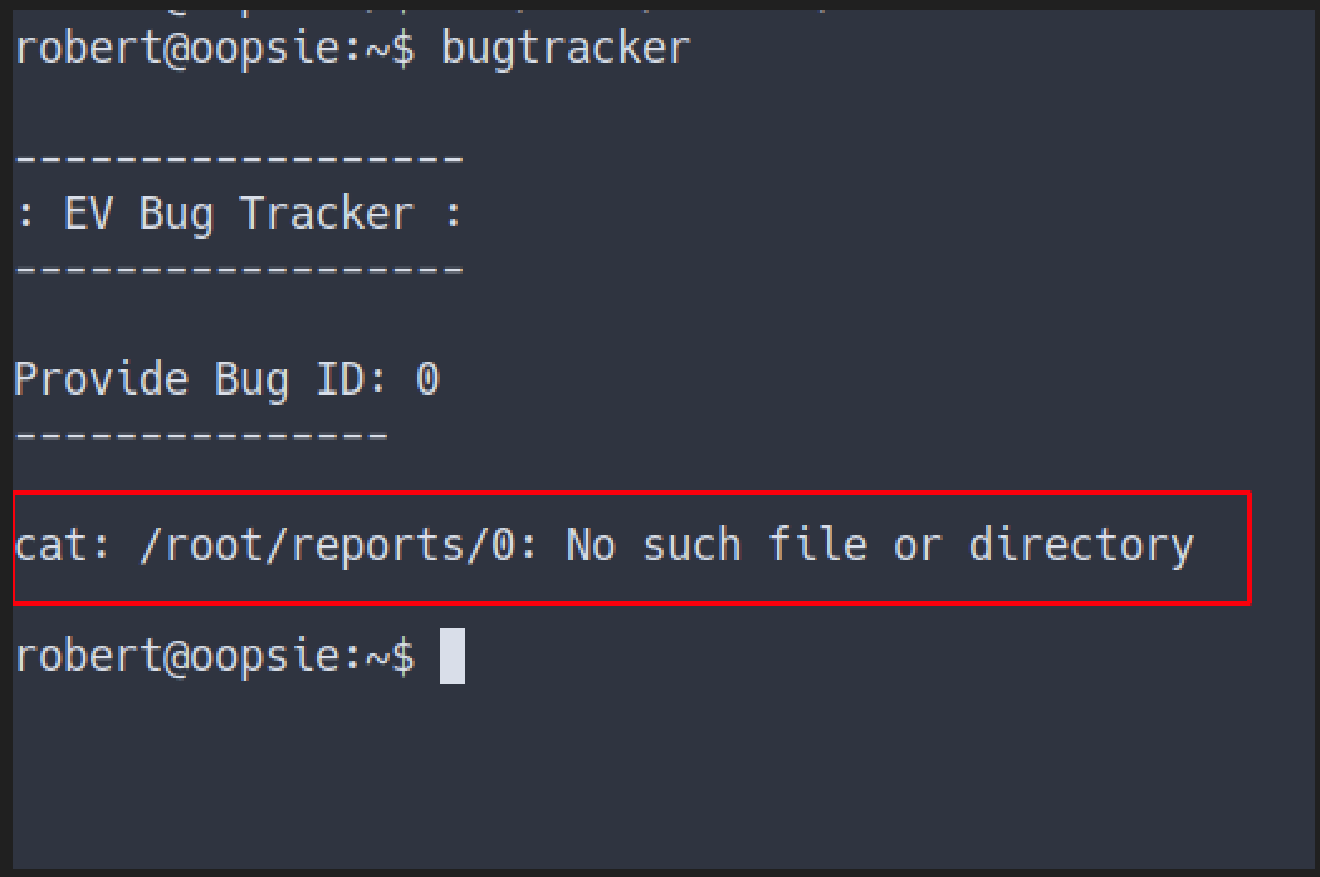 robert@oopsie:~$ bugtracker
------------------
: EV Bug Tracker :
------------------
Provide Bug ID: 0
---------------
cat: /root/reports/0: No such file or directory
robert@oopsie:~$